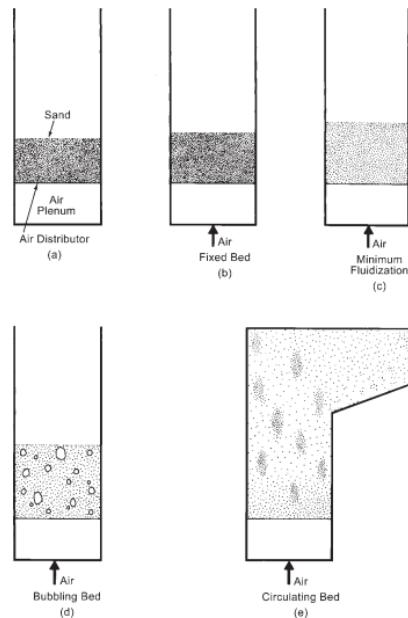 Sand
Air
Plenum
Air Distributor
(a)
Air
Fixed Bed
(b)
Air
Minimum
Fluidization
(c)
Air
Bubbling Bed
(d)
Air
Circulating Bed
(e)